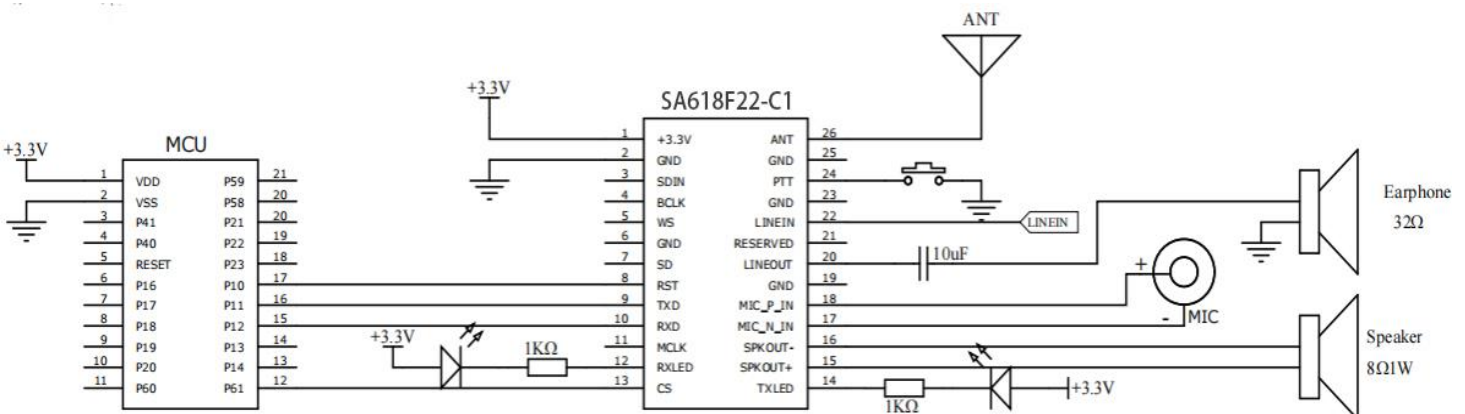 ANT
+3.3V
SA618F22-C1
MCU
+3.3V
1 VDD P59 21
2 VSS P58 20
3 P41 P21 20
4 P40 P22 19
5 RESET P23 18
6 P16 P10 17
7 P17 P11 16
8 P18 P12 15
9 P19 P13 14
10 P20 P14 13
11 P60 P61 12
+3.3V
1KΩ
1 +3.3V ANT 26
2 GND GND 25
3 SDIN PTT 24
4 BCLK GND 23
5 WS LINEIN 22
6 GND RESERVED 21
7 SD LINEOUT 20
8 RST GND 19
9 TXD MIC_P_IN 18
10 RXD MIC_N_IN 17
11 MCLK SPKOUT- 16
12 RXLED SPKOUT+ 15
13 CS TXLED 14
LINEIN
10uF
Earphone
32Ω
+
-
MIC
Speaker
8Ω1W
1KΩ
+3.3V